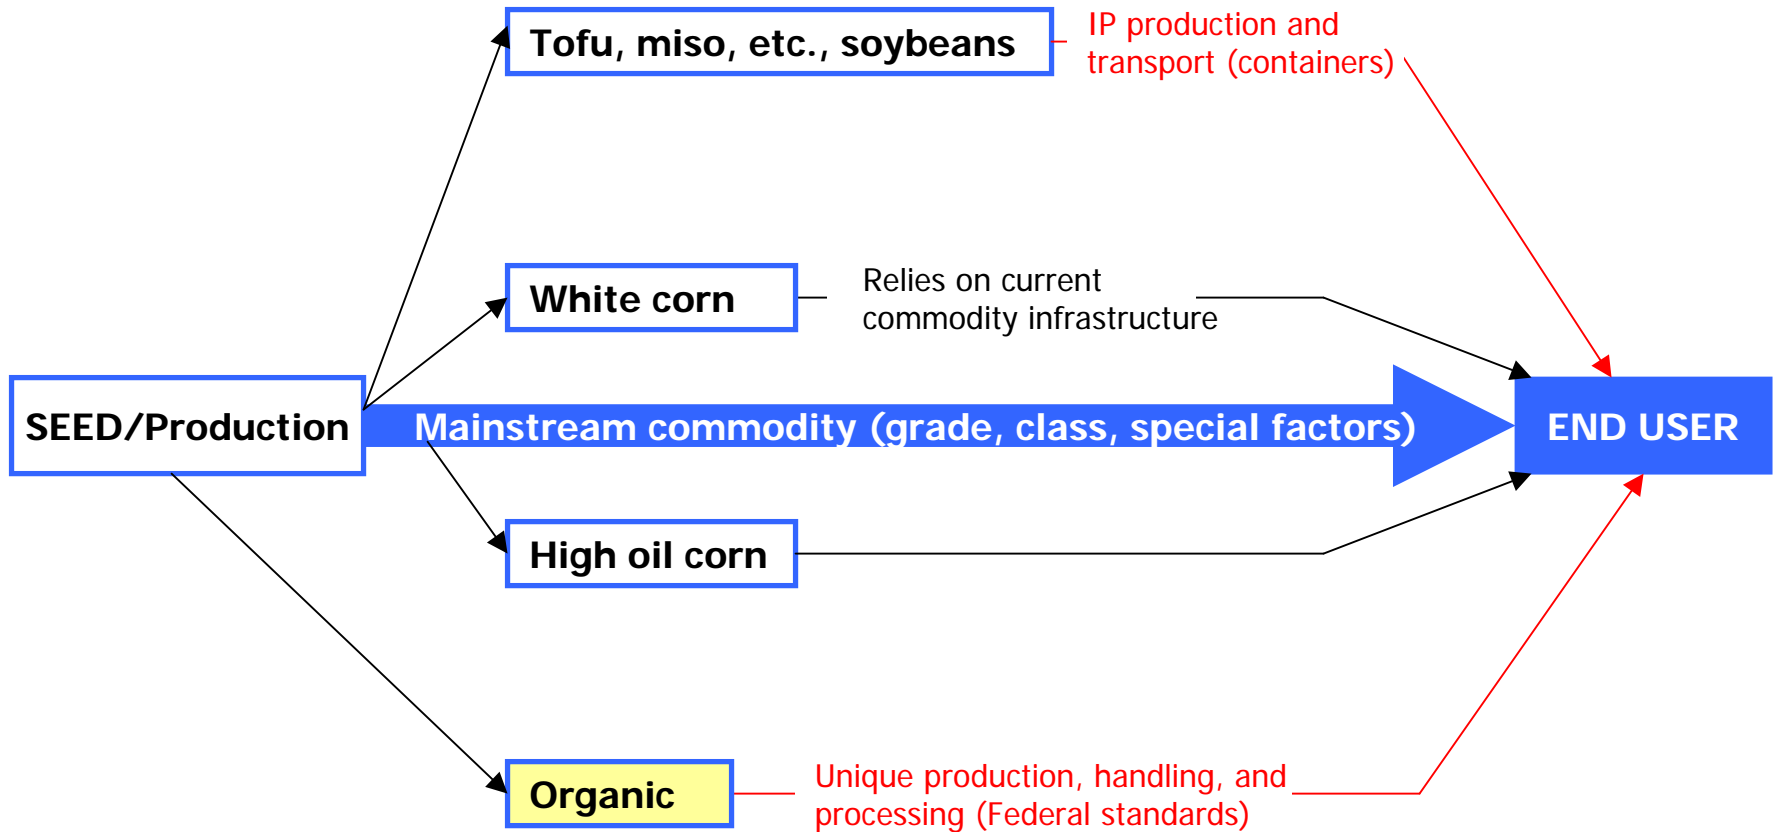 Tofu, miso, etc., soybeans
IP production and
transport (containers)
White corn
Relies on current
commodity infrastructure
SEED/Production
Mainstream commodity (grade, class, special factors)
END USER
High oil corn
Organic
Unique production, handling, and
processing (Federal standards)